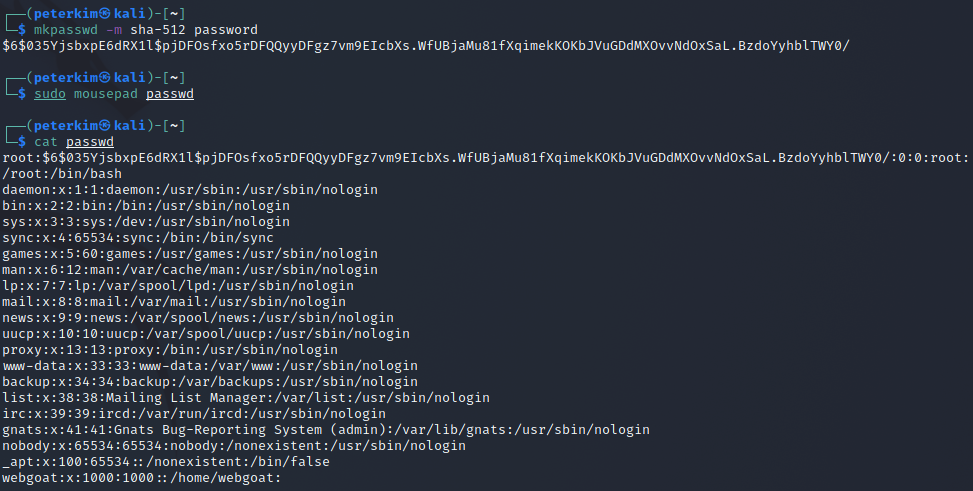 ┌──(peterkim㉿kali)-[~]
└─$ mkpasswd -m sha-512 password
$6$035YjsbxpE6dRX1l$pjDFOsfxo5rDFQQyyDFgz7vm9EIcbXs.WfUBjaMu81fXqimekKOKbJVuGDdMXOvvNdOxSaL.BzdoYyhblTWY0/
┌──(peterkim㉿kali)-[~]
└─$ sudo mousepad passwd
┌──(peterkim㉿kali)-[~]
└─$ cat passwd
root:$6$035YjsbxpE6dRX1l$pjDFOsfxo5rDFQQyyDFgz7vm9EIcbXs.WfUBjaMu81fXqimekKOKbJVuGDdMXOvvNdOxSaL.BzdoYyhblTWY0/:0:0:root:
/root:/bin/bash
daemon:x:1:1:daemon:/usr/sbin:/usr/sbin/nologin
bin:x:2:2:bin:/bin:/usr/sbin/nologin
sys:x:3:3:sys:/dev:/usr/sbin/nologin
sync:x:4:65534:sync:/bin:/bin/sync
games:x:5:60:games:/usr/games:/usr/sbin/nologin
man:x:6:12:man:/var/cache/man:/usr/sbin/nologin
lp:x:7:7:lp:/var/spool/lpd:/usr/sbin/nologin
mail:x:8:8:mail:/var/mail:/usr/sbin/nologin
news:x:9:9:news:/var/spool/news:/usr/sbin/nologin
uucp:x:10:10:uucp:/var/spool/uucp:/usr/sbin/nologin
proxy:x:13:13:proxy:/bin:/usr/sbin/nologin
www-data:x:33:33:www-data:/var/www:/usr/sbin/nologin
backup:x:34:34:backup:/var/backups:/usr/sbin/nologin
list:x:38:38:Mailing List Manager:/var/list:/usr/sbin/nologin
irc:x:39:39:ircd:/var/run/ircd:/usr/sbin/nologin
gnats:x:41:41:Gnats Bug-Reporting System (admin):/var/lib/gnats:/usr/sbin/nologin
nobody:x:65534:65534:nobody:/nonexistent:/usr/sbin/nologin
_apt:x:100:65534::/nonexistent:/bin/false
webgoat:x:1000:1000::/home/webgoat: